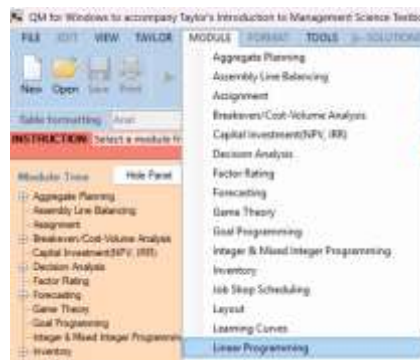 QM for Windows to accompany Taylor's Introduction to Management Science
FILE EDIT VIEW TAYLOR MODULE FORMAT TOOLS SOLUTIONS
New Open Save Print
Table formatting Arial
INSTRUCTION: Select a module
Module Tree Hide Panel
Aggregate Planning
Assembly Line Balancing
Assignment
Breakeven/Cost-Volume Analysis
Capital Investment(NPV, IRR)
Decision Analysis
Factor Rating
Forecasting
Game Theory
Goal Programming
Integer & Mixed Integer Programmin
Inventory
Aggregate Planning
Assembly Line Balancing
Assignment
Breakeven/Cost-Volume Analysis
Capital Investment(NPV, IRR)
Decision Analysis
Factor Rating
Forecasting
Game Theory
Goal Programming
Integer & Mixed Integer Programming
Inventory
Job Shop Scheduling
Layout
Learning Curves
Linear Programming